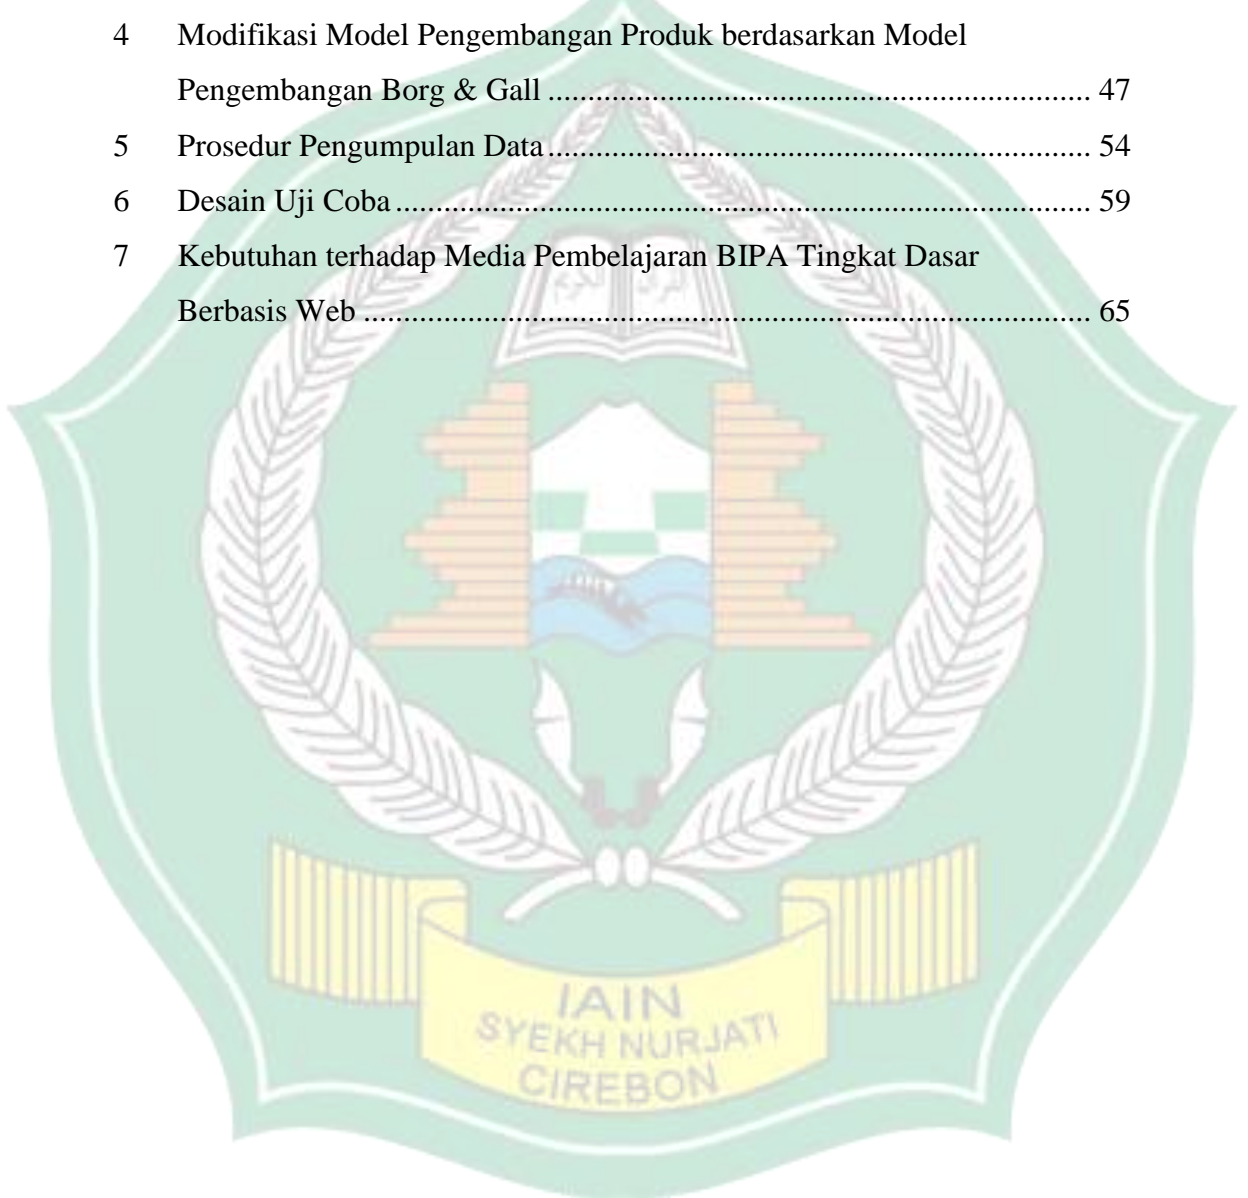 4 Modifikasi Model Pengembangan Produk berdasarkan Model
Pengembangan Borg & Gall ..................................................................... 47
5 Prosedur Pengumpulan Data ..................................................................... 54
6 Desain Uji Coba ........................................................................................ 59
7 Kebutuhan terhadap Media Pembelajaran BIPA Tingkat Dasar
Berbasis Web ............................................................................................ 65
IAIN
SYEKH NURJATI
CIREBON